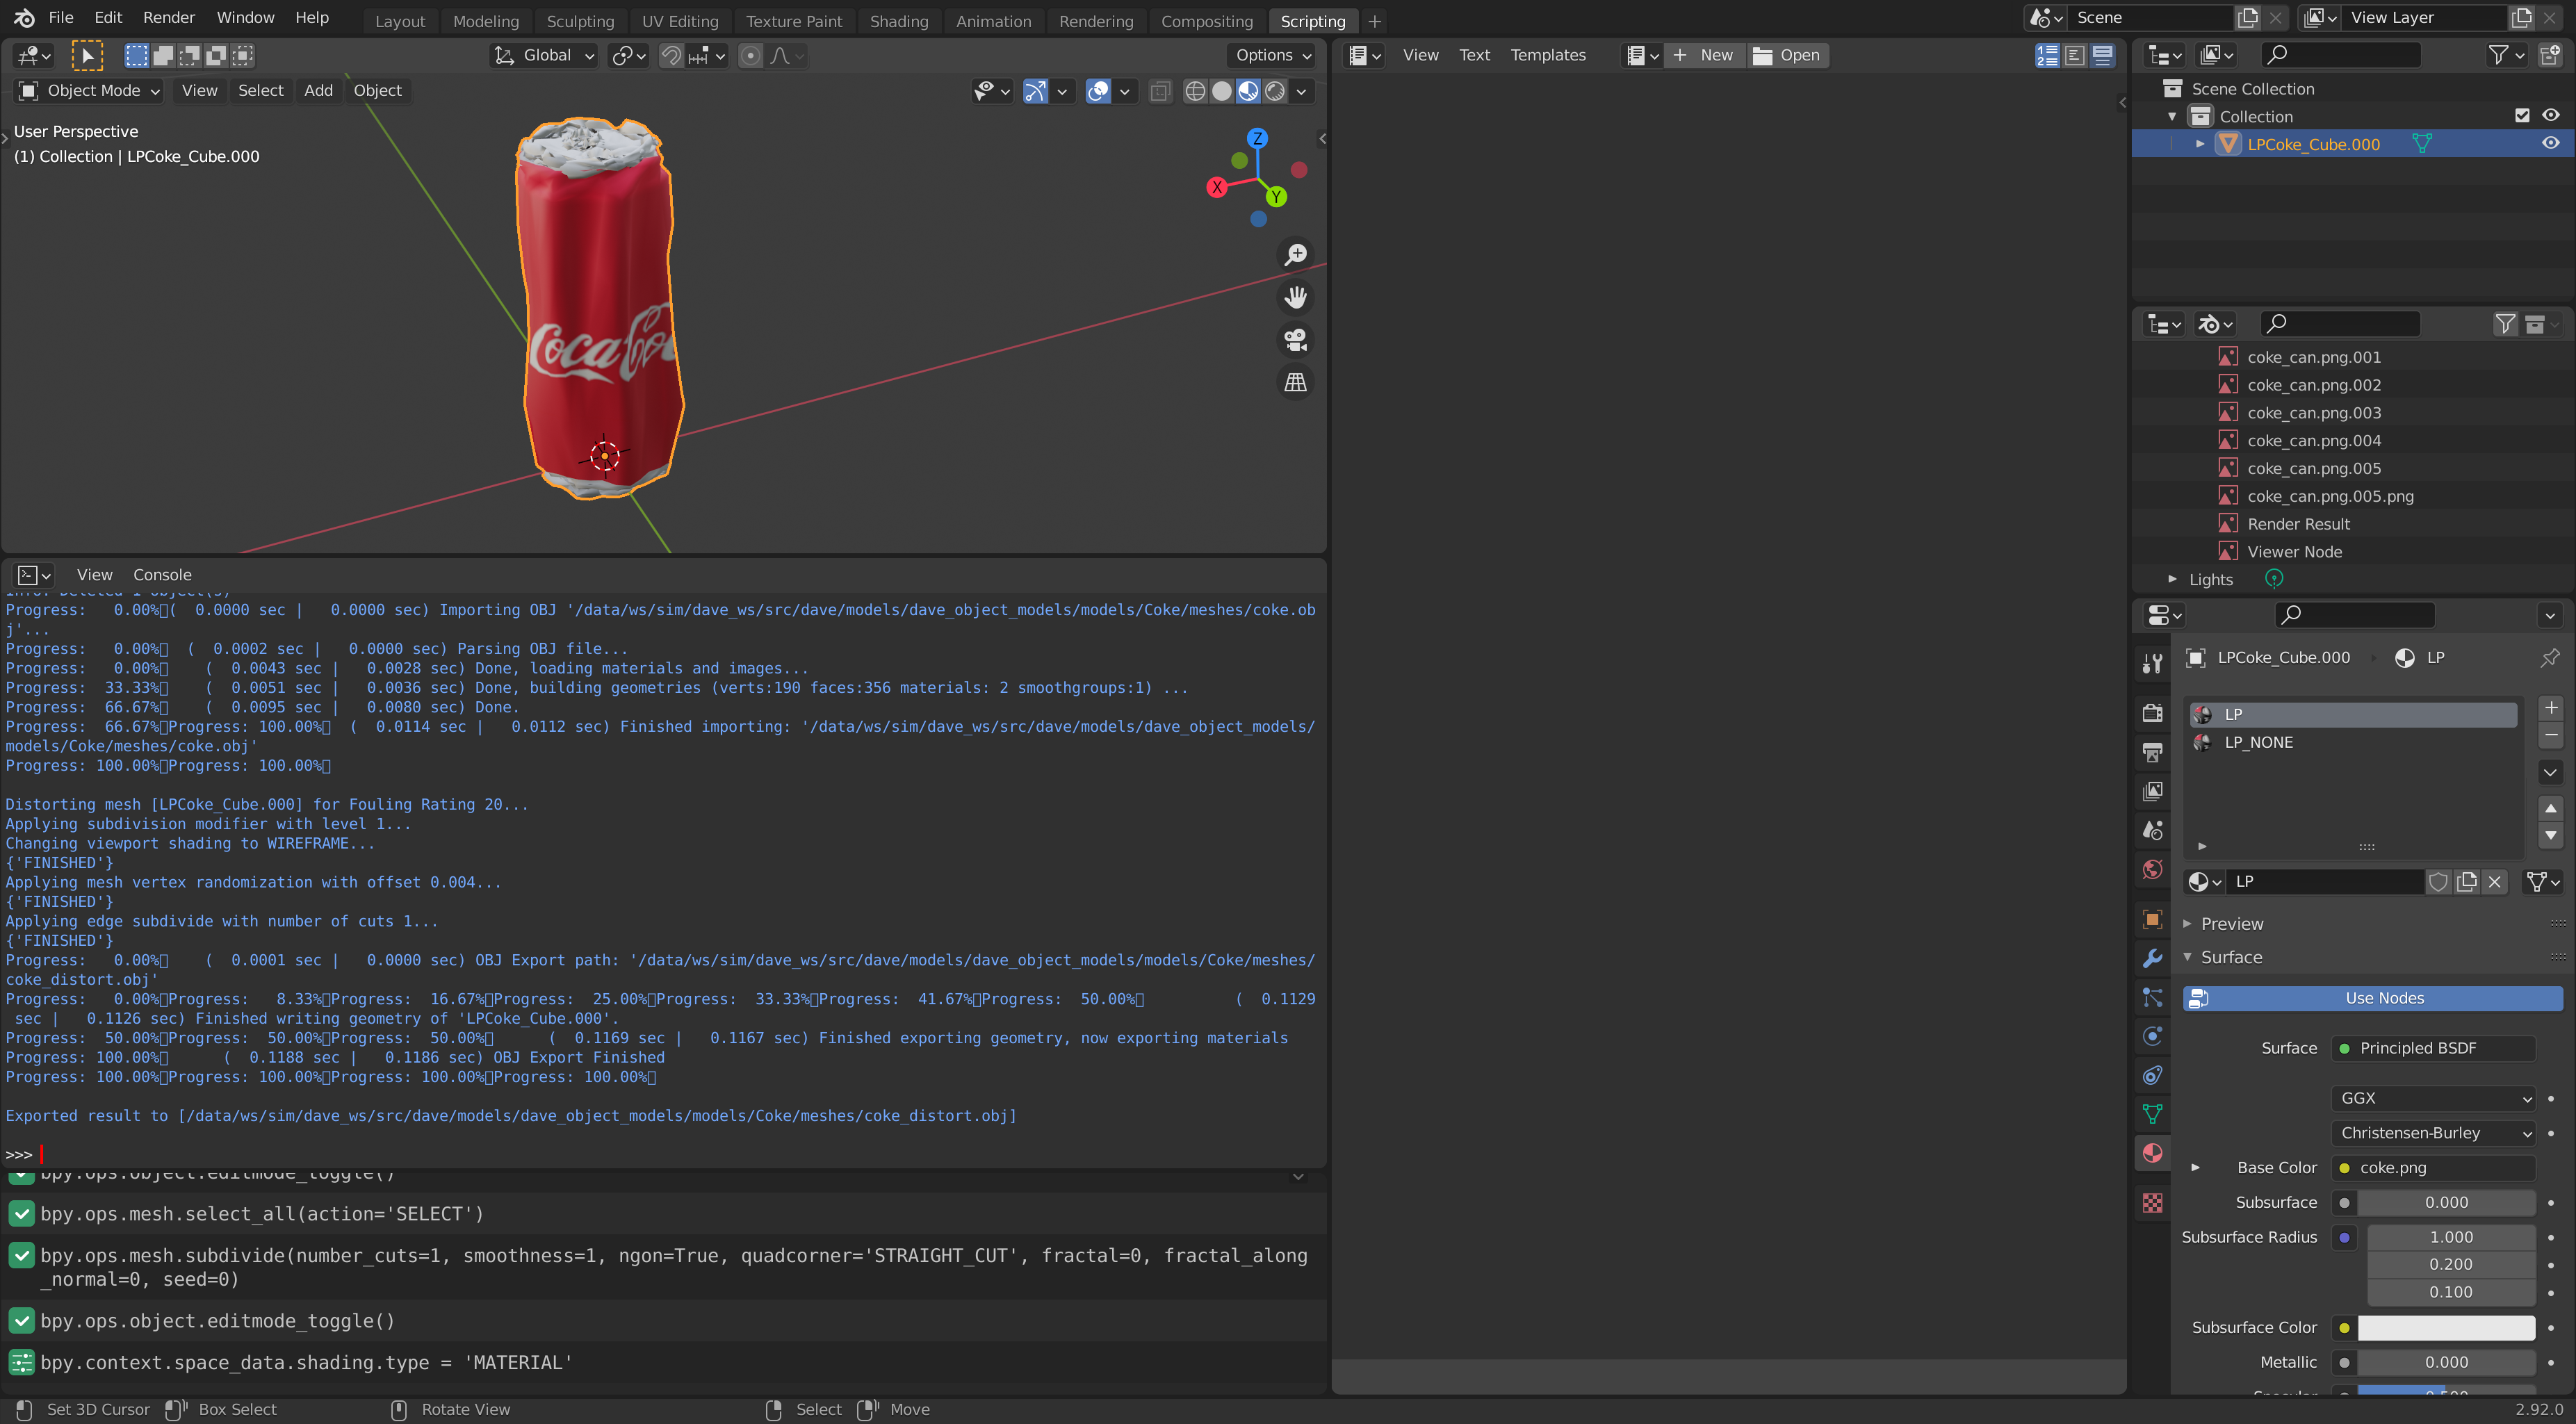 File Edit Render Window Help
Layout Modeling Sculpting UV Editing Texture Paint Shading Animation Rendering Compositing Scripting
Scene View Layer
Global Options
Object Mode View Select Add Object
User Perspective
(1) Collection | LPCoke_Cube.000
Z
X
Y
Coca Co
View Console
Info: Deleted 1 object(s)
Progress:   0.00% (  0.0000 sec |   0.0000 sec) Importing OBJ '/data/ws/sim/dave_ws/src/dave/models/dave_object_models/models/Coke/meshes/coke.ob
j'...
Progress:   0.00%  (  0.0002 sec |   0.0000 sec) Parsing OBJ file...
Progress:   0.00%    (  0.0043 sec |   0.0028 sec) Done, loading materials and images...
Progress:  33.33%    (  0.0051 sec |   0.0036 sec) Done, building geometries (verts:190 faces:356 materials: 2 smoothgroups:1) ...
Progress:  66.67%    (  0.0095 sec |   0.0080 sec) Done.
Progress:  66.67% Progress: 100.00%  (  0.0114 sec |   0.0112 sec) Finished importing: '/data/ws/sim/dave_ws/src/dave/models/dave_object_models/
models/Coke/meshes/coke.obj'
Progress: 100.00% Progress: 100.00%
Distorting mesh [LPCoke_Cube.000] for Fouling Rating 20...
Applying subdivision modifier with level 1...
Changing viewport shading to WIREFRAME...
{'FINISHED'}
Applying mesh vertex randomization with offset 0.004...
{'FINISHED'}
Applying edge subdivide with number of cuts 1...
{'FINISHED'}
Progress:   0.00%    (  0.0001 sec |   0.0000 sec) OBJ Export path: '/data/ws/sim/dave_ws/src/dave/models/dave_object_models/models/Coke/meshes/
coke_distort.obj'
Progress:   0.00% Progress:   8.33% Progress:  16.67% Progress:  25.00% Progress:  33.33% Progress:  41.67% Progress:  50.00%          (  0.1129
sec |   0.1126 sec) Finished writing geometry of 'LPCoke_Cube.000'.
Progress:  50.00% Progress:  50.00% Progress:  50.00%      (  0.1169 sec |   0.1167 sec) Finished exporting geometry, now exporting materials
Progress: 100.00%      (  0.1188 sec |   0.1186 sec) OBJ Export Finished
Progress: 100.00% Progress: 100.00% Progress: 100.00% Progress: 100.00%
Exported result to [/data/ws/sim/dave_ws/src/dave/models/dave_object_models/models/Coke/meshes/coke_distort.obj]
>>>
bpy.ops.object.editmode_toggle()
bpy.ops.mesh.select_all(action='SELECT')
bpy.ops.mesh.subdivide(number_cuts=1, smoothness=1, ngon=True, quadcorner='STRAIGHT_CUT', fractal=0, fractal_along
_normal=0, seed=0)
bpy.ops.object.editmode_toggle()
bpy.context.space_data.shading.type = 'MATERIAL'
View Text Templates New Open
Scene Collection
Collection
LPCoke_Cube.000
coke_can.png.001
coke_can.png.002
coke_can.png.003
coke_can.png.004
coke_can.png.005
coke_can.png.005.png
Render Result
Viewer Node
Lights
LPCoke_Cube.000 LP
LP
LP_NONE
LP
Preview
Surface
Use Nodes
Surface Principled BSDF
GGX
Christensen-Burley
Base Color coke.png
Subsurface 0.000
Subsurface Radius 1.000
0.200
0.100
Subsurface Color
Metallic 0.000
Specular 0.500
Set 3D Cursor Box Select Rotate View Select Move 2.92.0